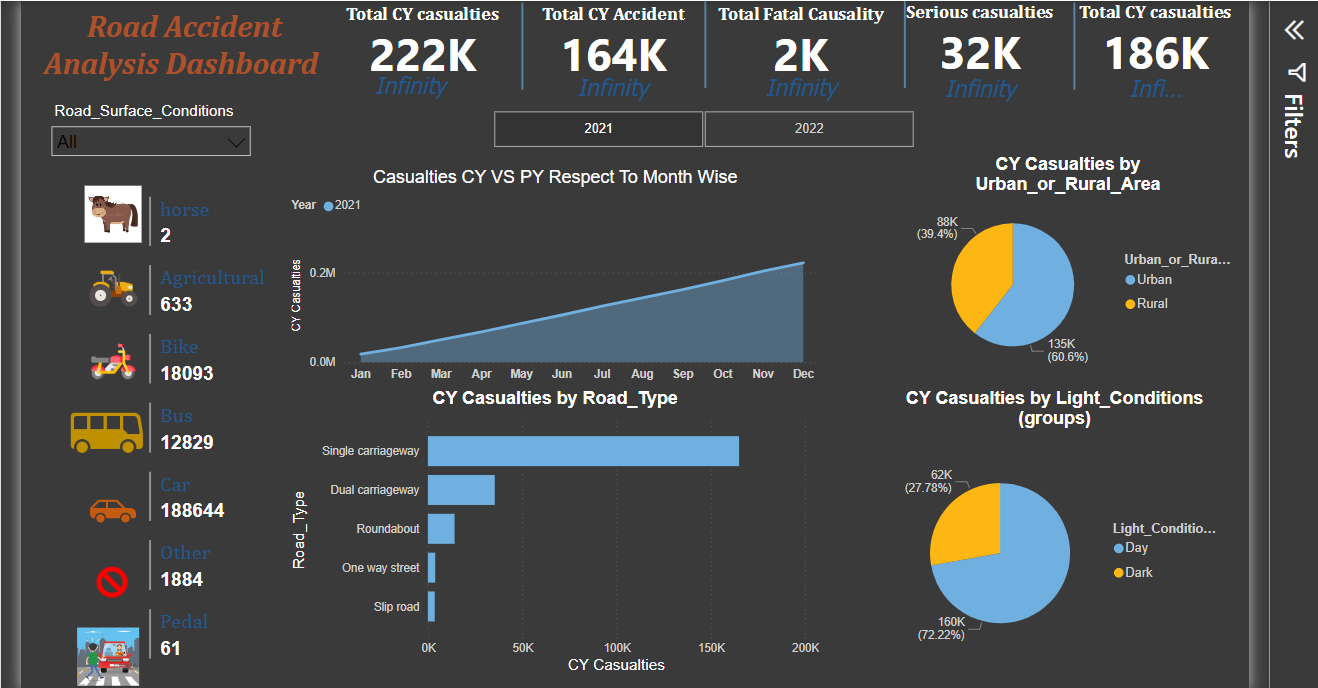 Road Accident
Analysis Dashboard
Total CY casualties
222K
Infinity
Total CY Accident
164K
Infinity
Total Fatal Causality
2K
Infinity
Serious casualties
32K
Infinity
Total CY casualties
186K
Infi...
Filters
Road_Surface_Conditions
All
2021
2022
horse
2
Agricultural
633
Bike
18093
Bus
12829
Car
188644
Other
1884
Pedal
61
Casualties CY VS PY Respect To Month Wise
Year 2021
CY Casualties
0.2M
0.0M
Jan Feb Mar Apr May Jun Jul Aug Sep Oct Nov Dec
CY Casualties by Road_Type
Road_Type
Single carriageway
Dual carriageway
Roundabout
One way street
Slip road
0K 50K 100K 150K 200K
CY Casualties
CY Casualties by
Urban_or_Rural_Area
88K
(39.4%)
135K
(60.6%)
Urban_or_Rura...
Urban
Rural
CY Casualties by Light_Conditions
(groups)
62K
(27.78%)
160K
(72.22%)
Light_Conditio...
Day
Dark